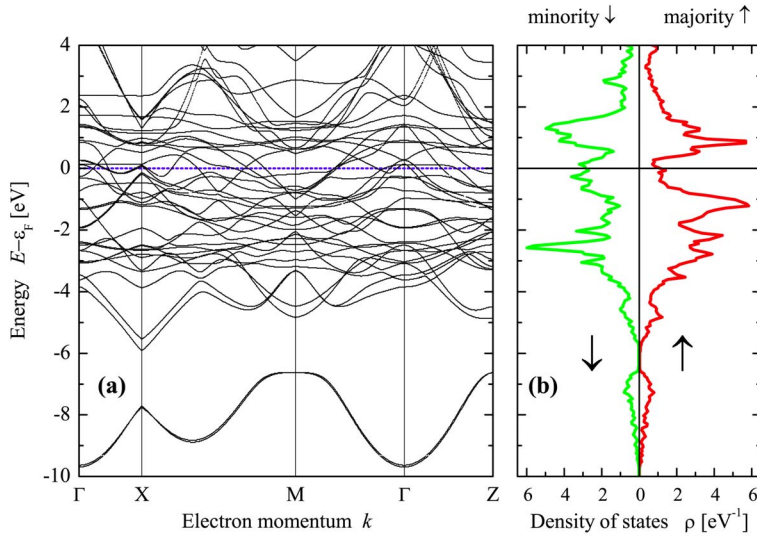 minority ↓ majority ↑
4
2
0
-2
-4
-6
-8
-10
Energy E−ε_F [eV]
(a)
↓ (b) ↑
Γ X M Γ Z
6 4 2 0 2 4 6
Electron momentum k
Density of states ρ [eV⁻¹]